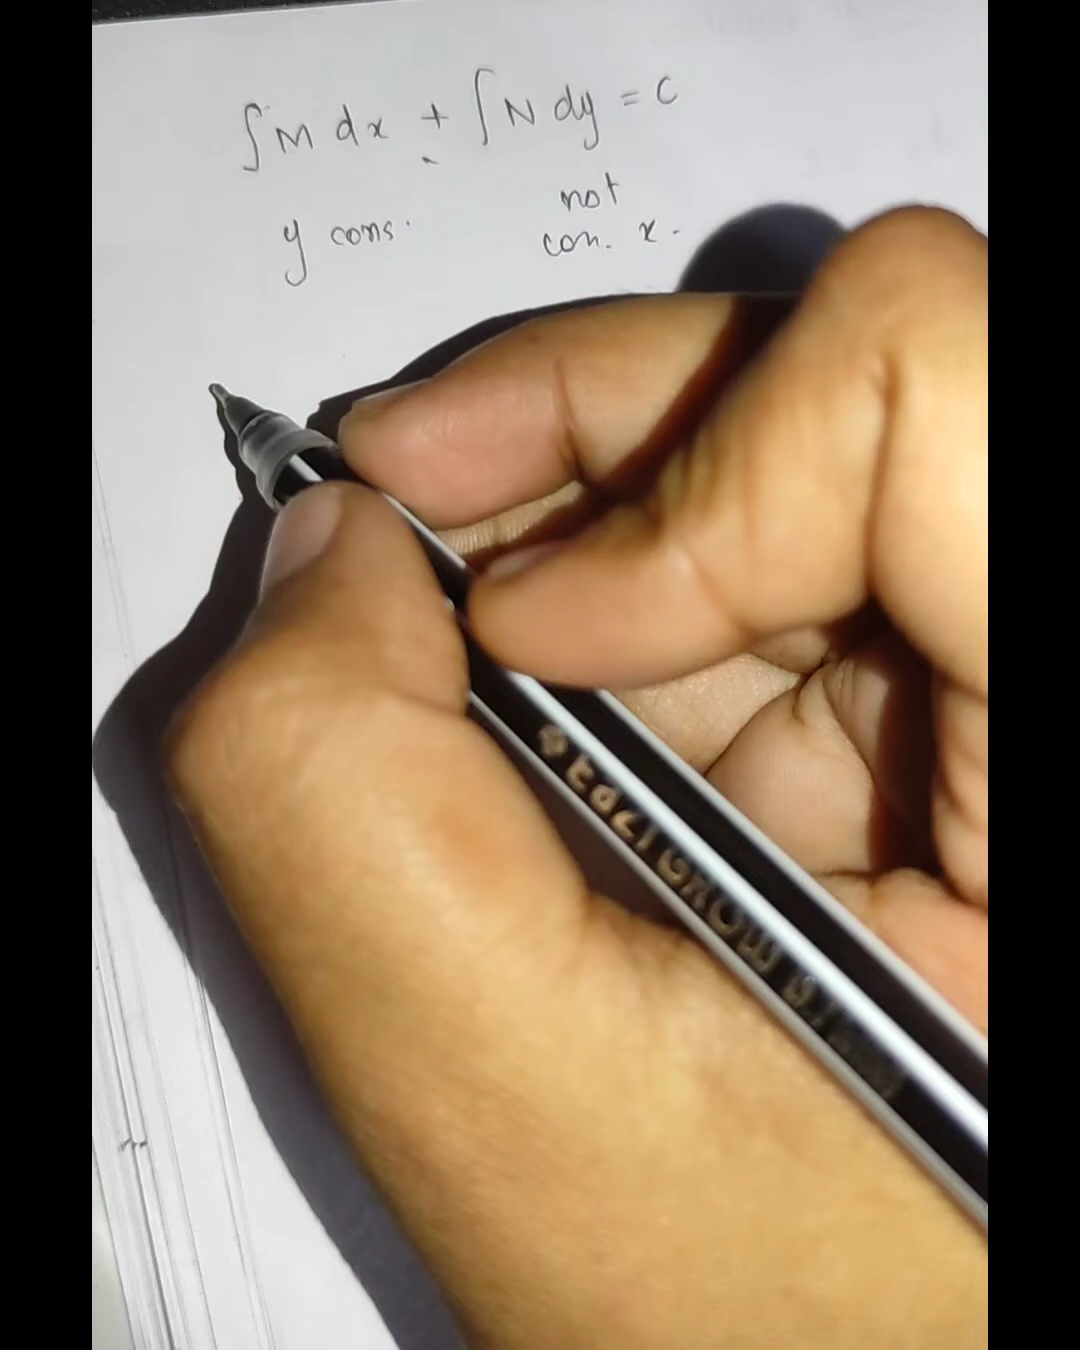 ∫M dx + ∫N dy = c
y cons.
not
con. x.